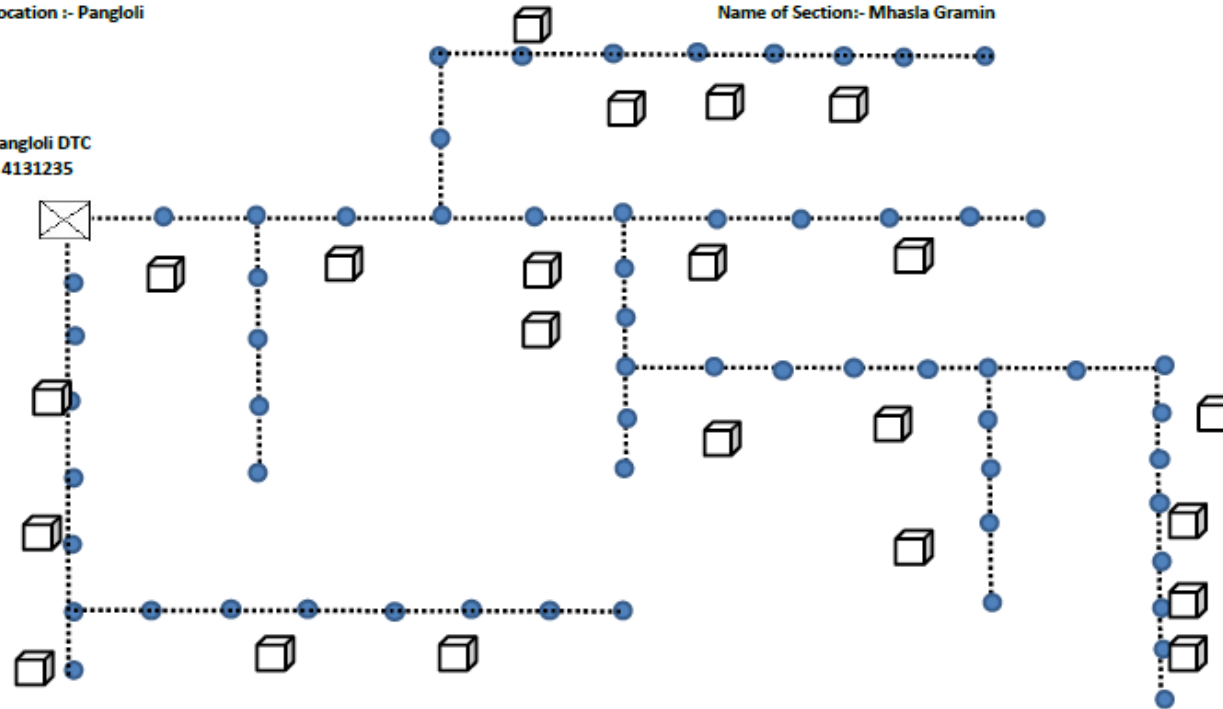 ocation :- Pangloli
Name of Section:- Mhasla Gramin
angloli DTC
4131235